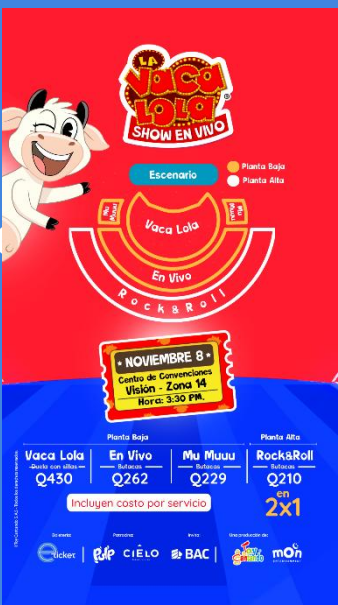 LA
VACA
LOLA®
SHOW EN VIVO
Escenario
Planta Baja
Planta Alta
Mu Muuu
Vaca Lola
Mu Muuu
En Vivo
Rock&Roll
• NOVIEMBRE 8 •
Centro de Convenciones
Visión - Zona 14
Hora: 3:30 PM.
Planta Baja
Planta Alta
Vaca Lola
En Vivo
Mu Muuu
Rock&Roll
Duela con sillas
Butacas
Butacas
Butacas
Q430
Q262
Q229
Q210
Incluyen costo por servicio
en
2x1
Patrocina:
Invita:
Una producción de:
eticket
Pulp
CIELO
BAC
mon